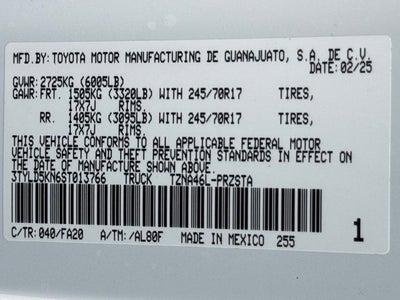 MFD.BY:TOYOTA MOTOR MANUFACTURING DE GUANAJUATO, S.A. DE C.V.
DATE:02/25
GVWR:2725KG (6005LB)
GAWR:FRT. 1505KG (3320LB) WITH 245/70R17 TIRES,
17X7J RIMS,
RR. 1405KG (3095LB) WITH 245/70R17 TIRES,
17X7J RIMS.
THIS VEHICLE CONFORMS TO ALL APPLICABLE FEDERAL MOTOR
VEHICLE SAFETY AND THEFT PREVENTION STANDARDS IN EFFECT ON
THE DATE OF MANUFACTURE SHOWN ABOVE.
3TYLD5KN6ST013766 TRUCK TZNA46L-PRZSTA
C/TR:040/FA20 A/TM:/AL80F MADE IN MEXICO 255 1